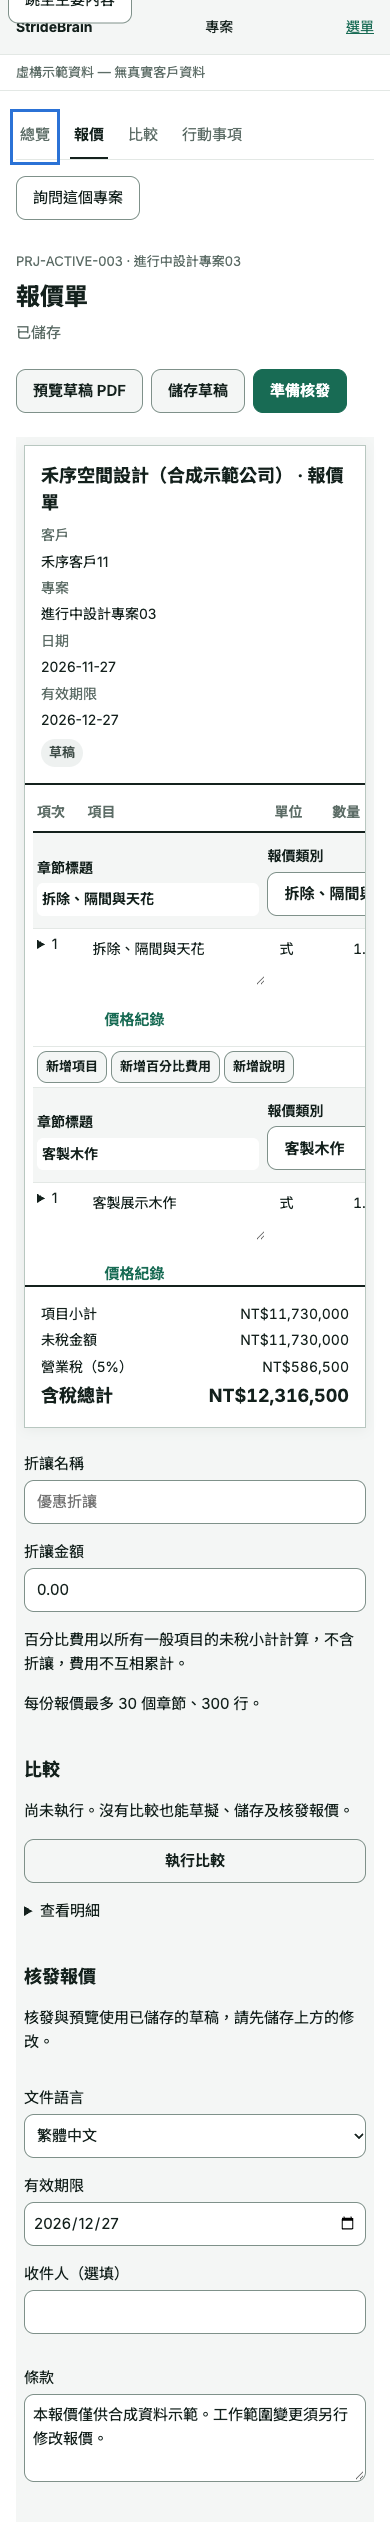 跳至主要內容
StrideBrain 專案 選單
虛構示範資料 — 無真實客戶資料
總覽 報價 比較 行動事項
詢問這個專案
PRJ-ACTIVE-003 · 進行中設計專案03
報價單
已儲存
預覽草稿 PDF 儲存草稿 準備核發
禾序空間設計（合成示範公司） · 報價
單
客戶
禾序客戶11
專案
進行中設計專案03
日期
2026-11-27
有效期限
2026-12-27
草稿
項次 項目 單位 數量
章節標題 報價類別
拆除、隔間與天花 拆除、隔間
1 拆除、隔間與天花 式 1.
價格紀錄
新增項目 新增百分比費用 新增說明
章節標題 報價類別
客製木作 客製木作
1 客製展示木作 式 1.
價格紀錄
項目小計 NT$11,730,000
未稅金額 NT$11,730,000
營業稅（5%） NT$586,500
含稅總計 NT$12,316,500
折讓名稱
優惠折讓
折讓金額
0.00
百分比費用以所有一般項目的未稅小計計算，不含
折讓，費用不互相累計。
每份報價最多 30 個章節、300 行。
比較
尚未執行。沒有比較也能草擬、儲存及核發報價。
執行比較
查看明細
核發報價
核發與預覽使用已儲存的草稿，請先儲存上方的修
改。
文件語言
繁體中文
有效期限
2026/12/27
收件人（選填）
條款
本報價僅供合成資料示範。工作範圍變更須另行
修改報價。